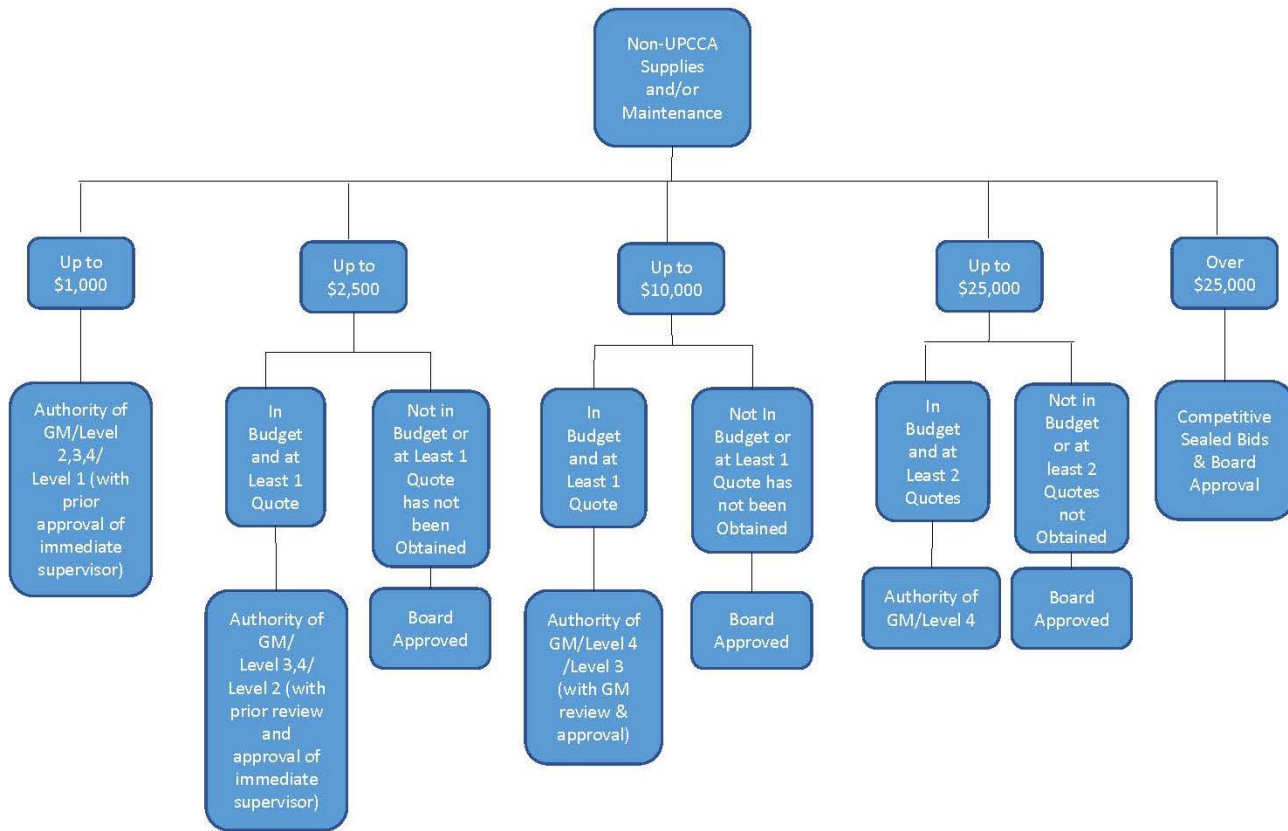 Non-UPCCA
Supplies
and/or
Maintenance
Up to
$1,000
Up to
$2,500
Up to
$10,000
Up to
$25,000
Over
$25,000
Authority of
GM/Level
2,3,4/
Level 1 (with
prior
approval of
immediate
supervisor)
In
Budget
and at
Least 1
Quote
Not in
Budget or
at Least 1
Quote
has not
been
Obtained
In
Budget
and at
Least 1
Quote
Not In
Budget or
at Least 1
Quote has
not been
Obtained
In
Budget
and at
Least 2
Quotes
Not in
Budget
or at
least 2
Quotes
not
Obtained
Competitive
Sealed Bids
& Board
Approval
Authority of
GM/
Level 3,4/
Level 2 (with
prior review
and
approval of
immediate
supervisor)
Board
Approved
Authority of
GM/Level 4
/Level 3
(with GM
review &
approval)
Board
Approved
Authority of
GM/Level 4
Board
Approved